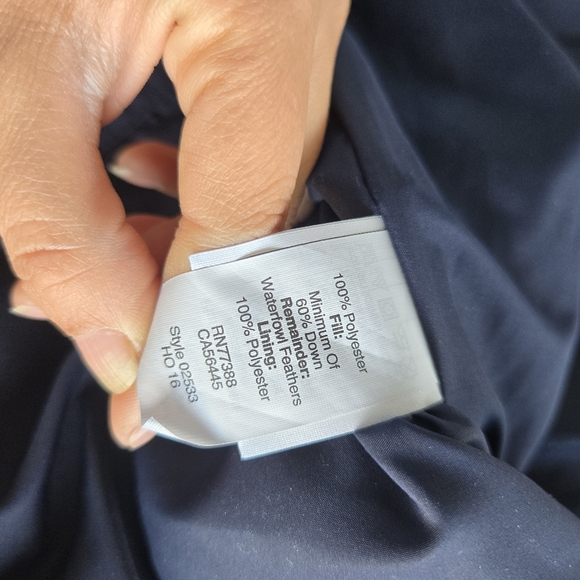 100% Polyester
Fill:
Minimum Of
60% Down
Remainder:
Waterfowl Feathers
Lining:
100% Polyester
RN77388
CA56445
Style 02533
HO 16